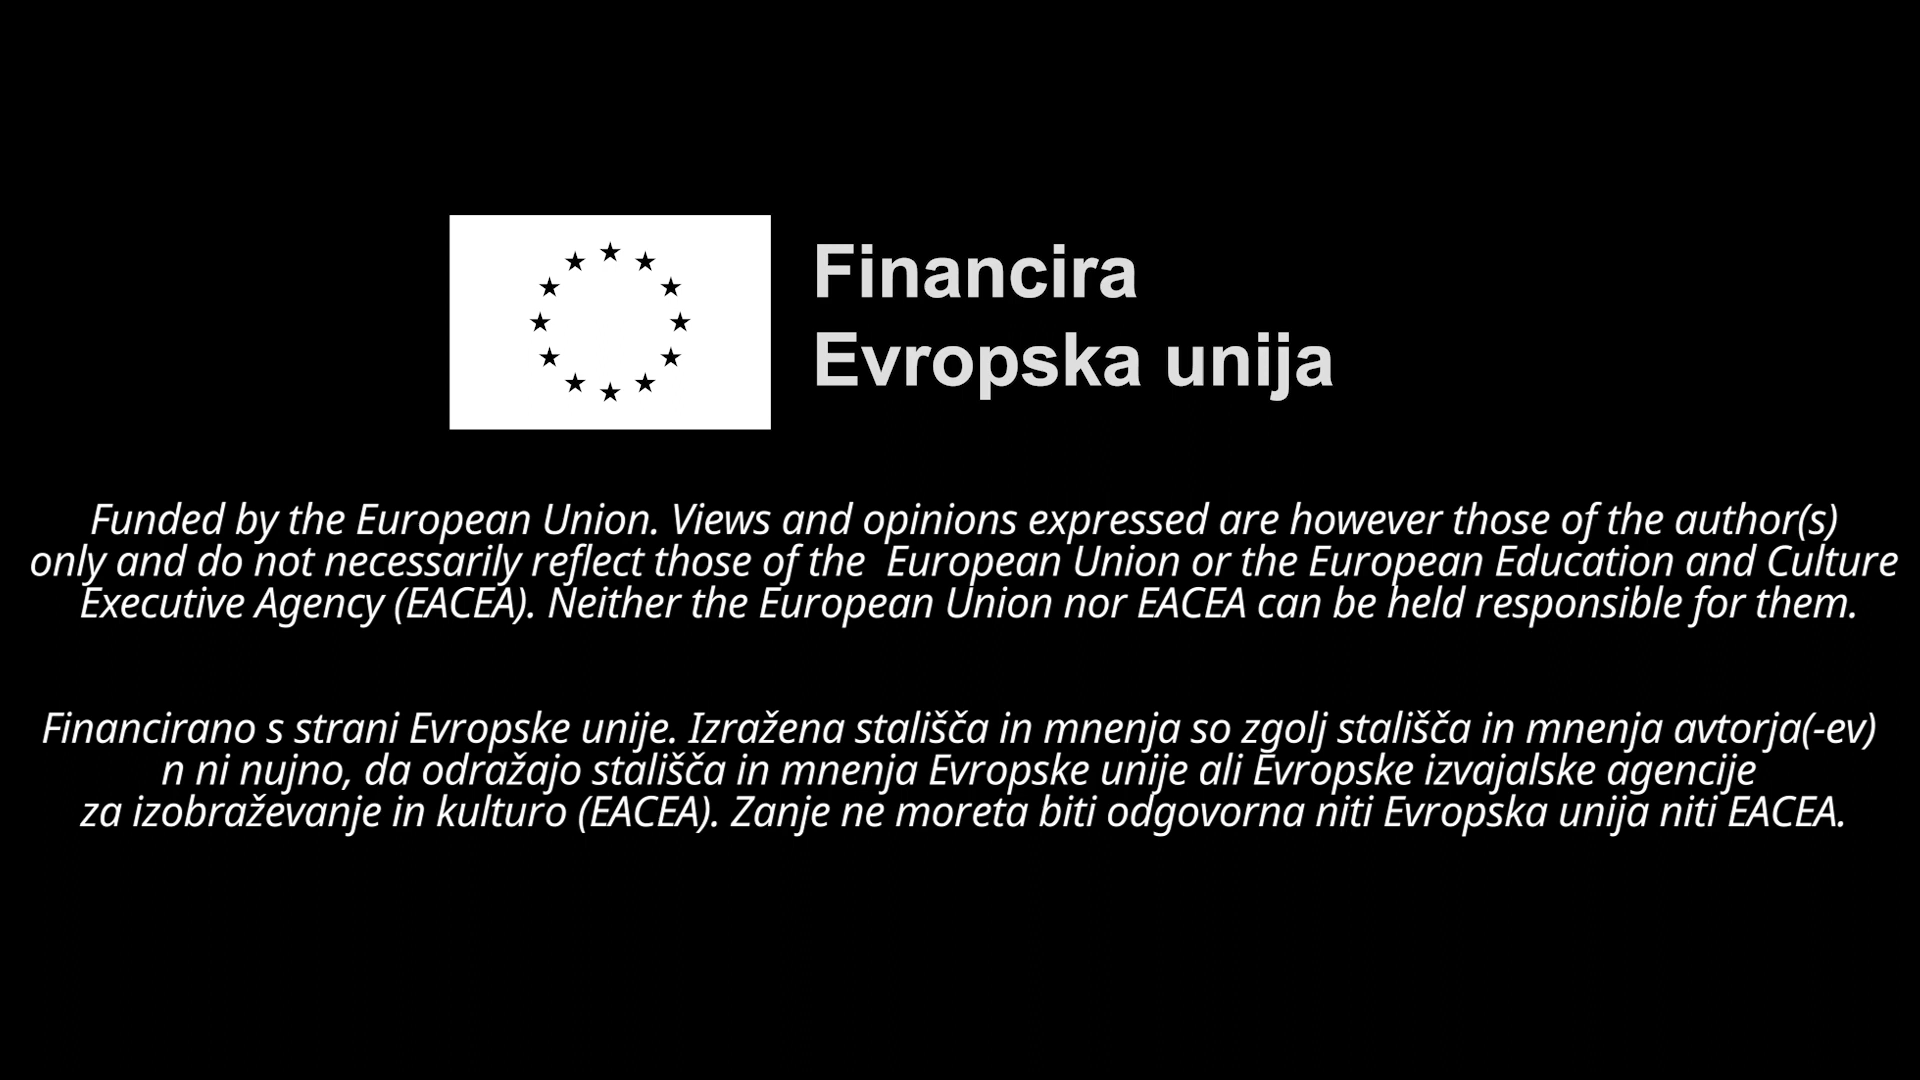 Financira
Evropska unija
Funded by the European Union. Views and opinions expressed are however those of the author(s)
only and do not necessarily reflect those of the  European Union or the European Education and Culture
Executive Agency (EACEA). Neither the European Union nor EACEA can be held responsible for them.
Financirano s strani Evropske unije. Izražena stališča in mnenja so zgolj stališča in mnenja avtorja(-ev)
n ni nujno, da odražajo stališča in mnenja Evropske unije ali Evropske izvajalske agencije
za izobraževanje in kulturo (EACEA). Zanje ne moreta biti odgovorna niti Evropska unija niti EACEA.